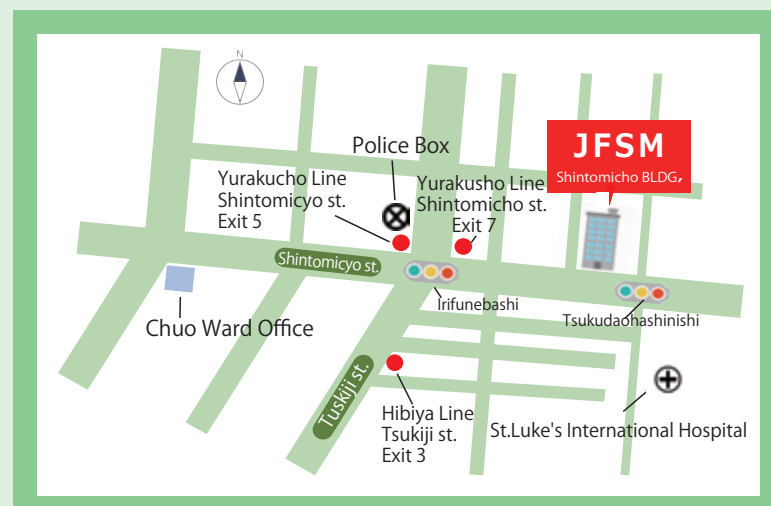 N
JFSM
Shintomicho BLDG,
Police Box
Yurakucho Line
Shintomicyo st.
Exit 5
Yurakusho Line
Shintomicho st.
Exit 7
Shintomicyo st.
Irifunebashi
Tsukudaohashinishi
Chuo Ward Office
Tuskiji st.
Hibiya Line
Tsukiji st.
Exit 3
St.Luke's International Hospital